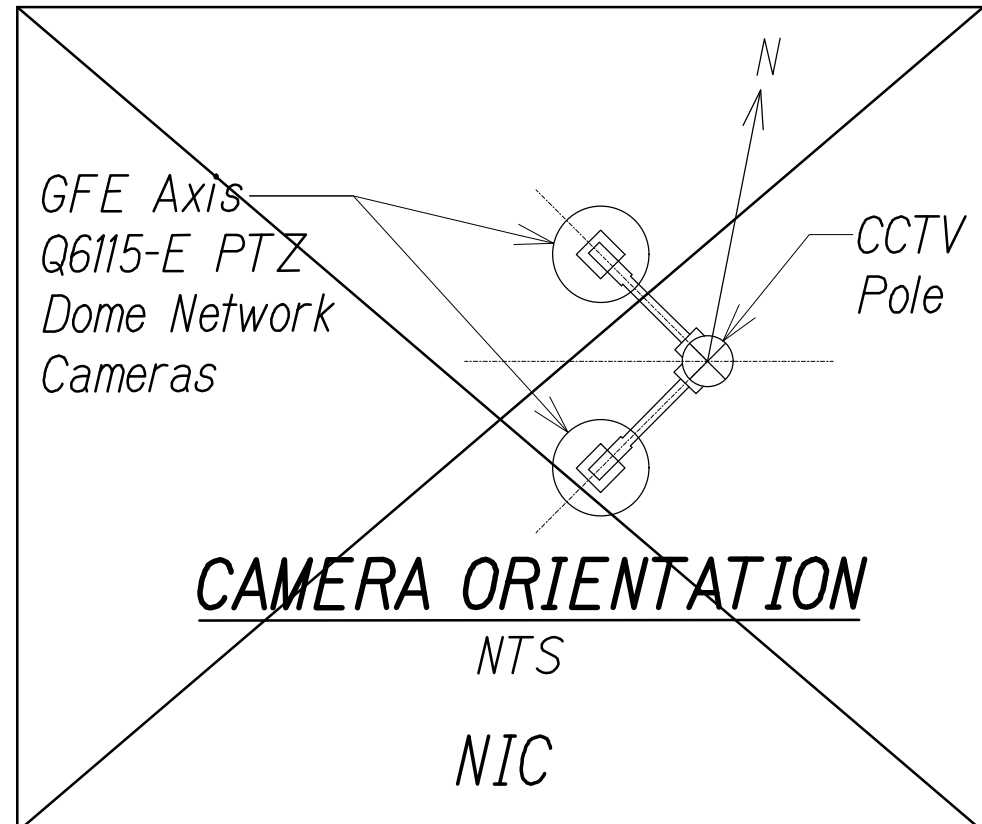 N
GFE Axis
Q6115-E PTZ
Dome Network
Cameras
CCTV
Pole
CAMERA ORIENTATION
NTS
NIC